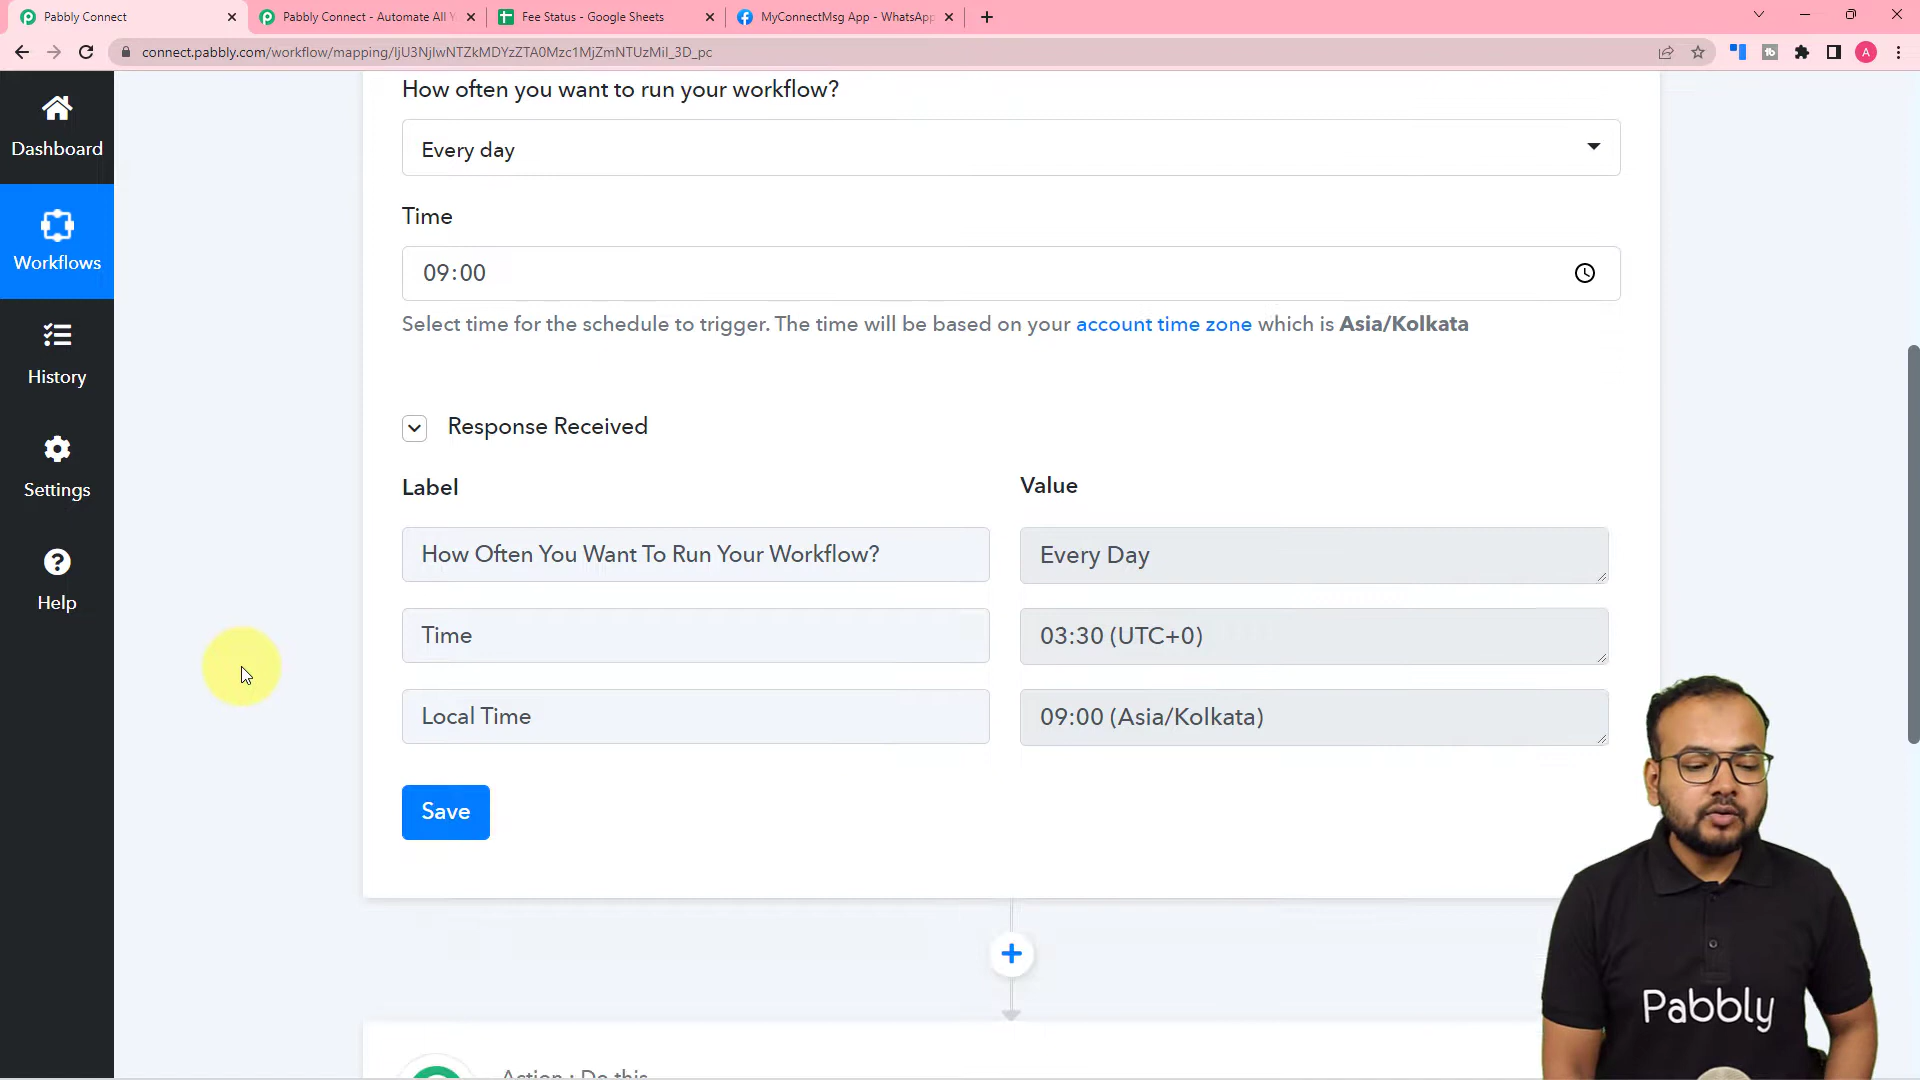 Pabbly Connect
Pabbly Connect - Automate All Y
Fee Status - Google Sheets
MyConnectMsg App - WhatsApp
connect.pabbly.com/workflow/mapping/IjU3NjIwNTZkMDYzZTA0Mzc1MjZmNTUzMiI_3D_pc
A
How often you want to run your workflow?
Every day
Time
09:00
Select time for the schedule to trigger. The time will be based on your account time zone which is Asia/Kolkata
Response Received
Label
Value
How Often You Want To Run Your Workflow?
Every Day
Time
03:30 (UTC+0)
Local Time
09:00 (Asia/Kolkata)
Save
Action : Do this
Dashboard
Workflows
History
Settings
Help
Pabbly